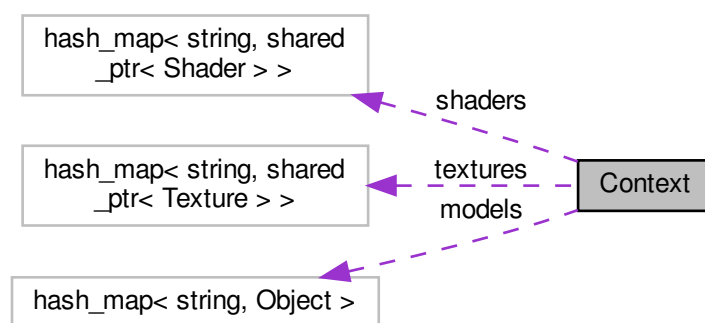 hash_map< string, shared
_ptr< Shader > >
shaders
hash_map< string, shared
_ptr< Texture > >
textures
Context
models
hash_map< string, Object >